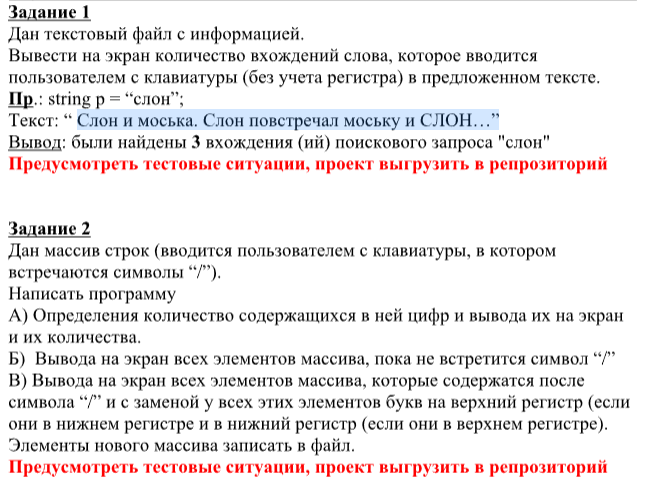 Задание 1
Дан текстовый файл с информацией.
Вывести на экран количество вхождений слова, которое вводится
пользователем с клавиатуры (без учета регистра) в предложенном тексте.
Пр.: string p = “слон”;
Текст: “ Слон и моська. Слон повстречал моську и СЛОН…”
Вывод: были найдены 3 вхождения (ий) поискового запроса "слон"
Предусмотреть тестовые ситуации, проект выгрузить в репрозиторий
Задание 2
Дан массив строк (вводится пользователем с клавиатуры, в котором
встречаются символы “/”).
Написать программу
А) Определения количество содержащихся в ней цифр и вывода их на экран
и их количества.
Б) Вывода на экран всех элементов массива, пока не встретится символ “/”
В) Вывода на экран всех элементов массива, которые содержатся после
символа “/” и с заменой у всех этих элементов букв на верхний регистр (если
они в нижнем регистре и в нижний регистр (если они в верхнем регистре).
Элементы нового массива записать в файл.
Предусмотреть тестовые ситуации, проект выгрузить в репрозиторий